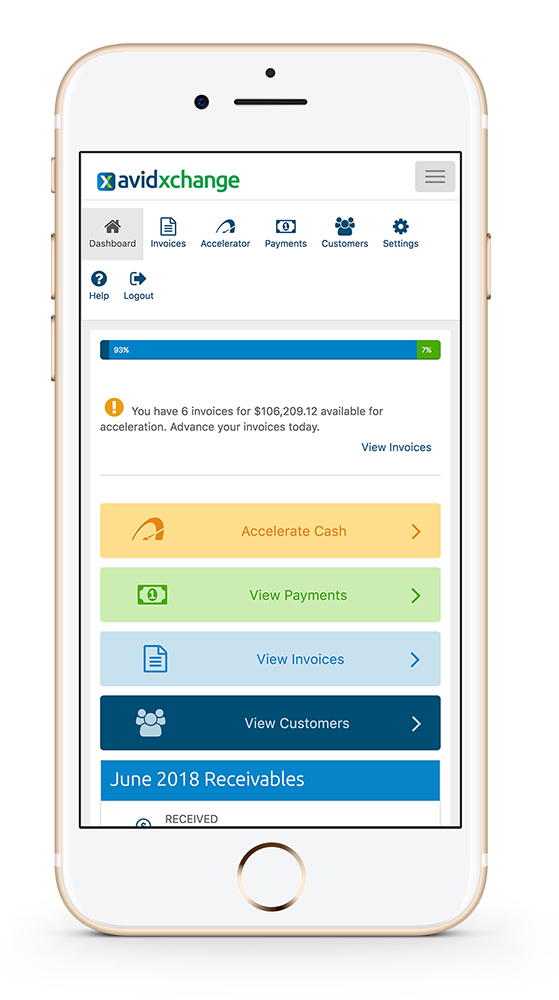 avidxchange
Dashboard Invoices Accelerator Payments Customers Settings
Help Logout
93% 7%
You have 6 invoices for $106,209.12 available for
acceleration. Advance your invoices today.
View Invoices
Accelerate Cash
1
View Payments
View Invoices
View Customers
June 2018 Receivables
RECEIVED